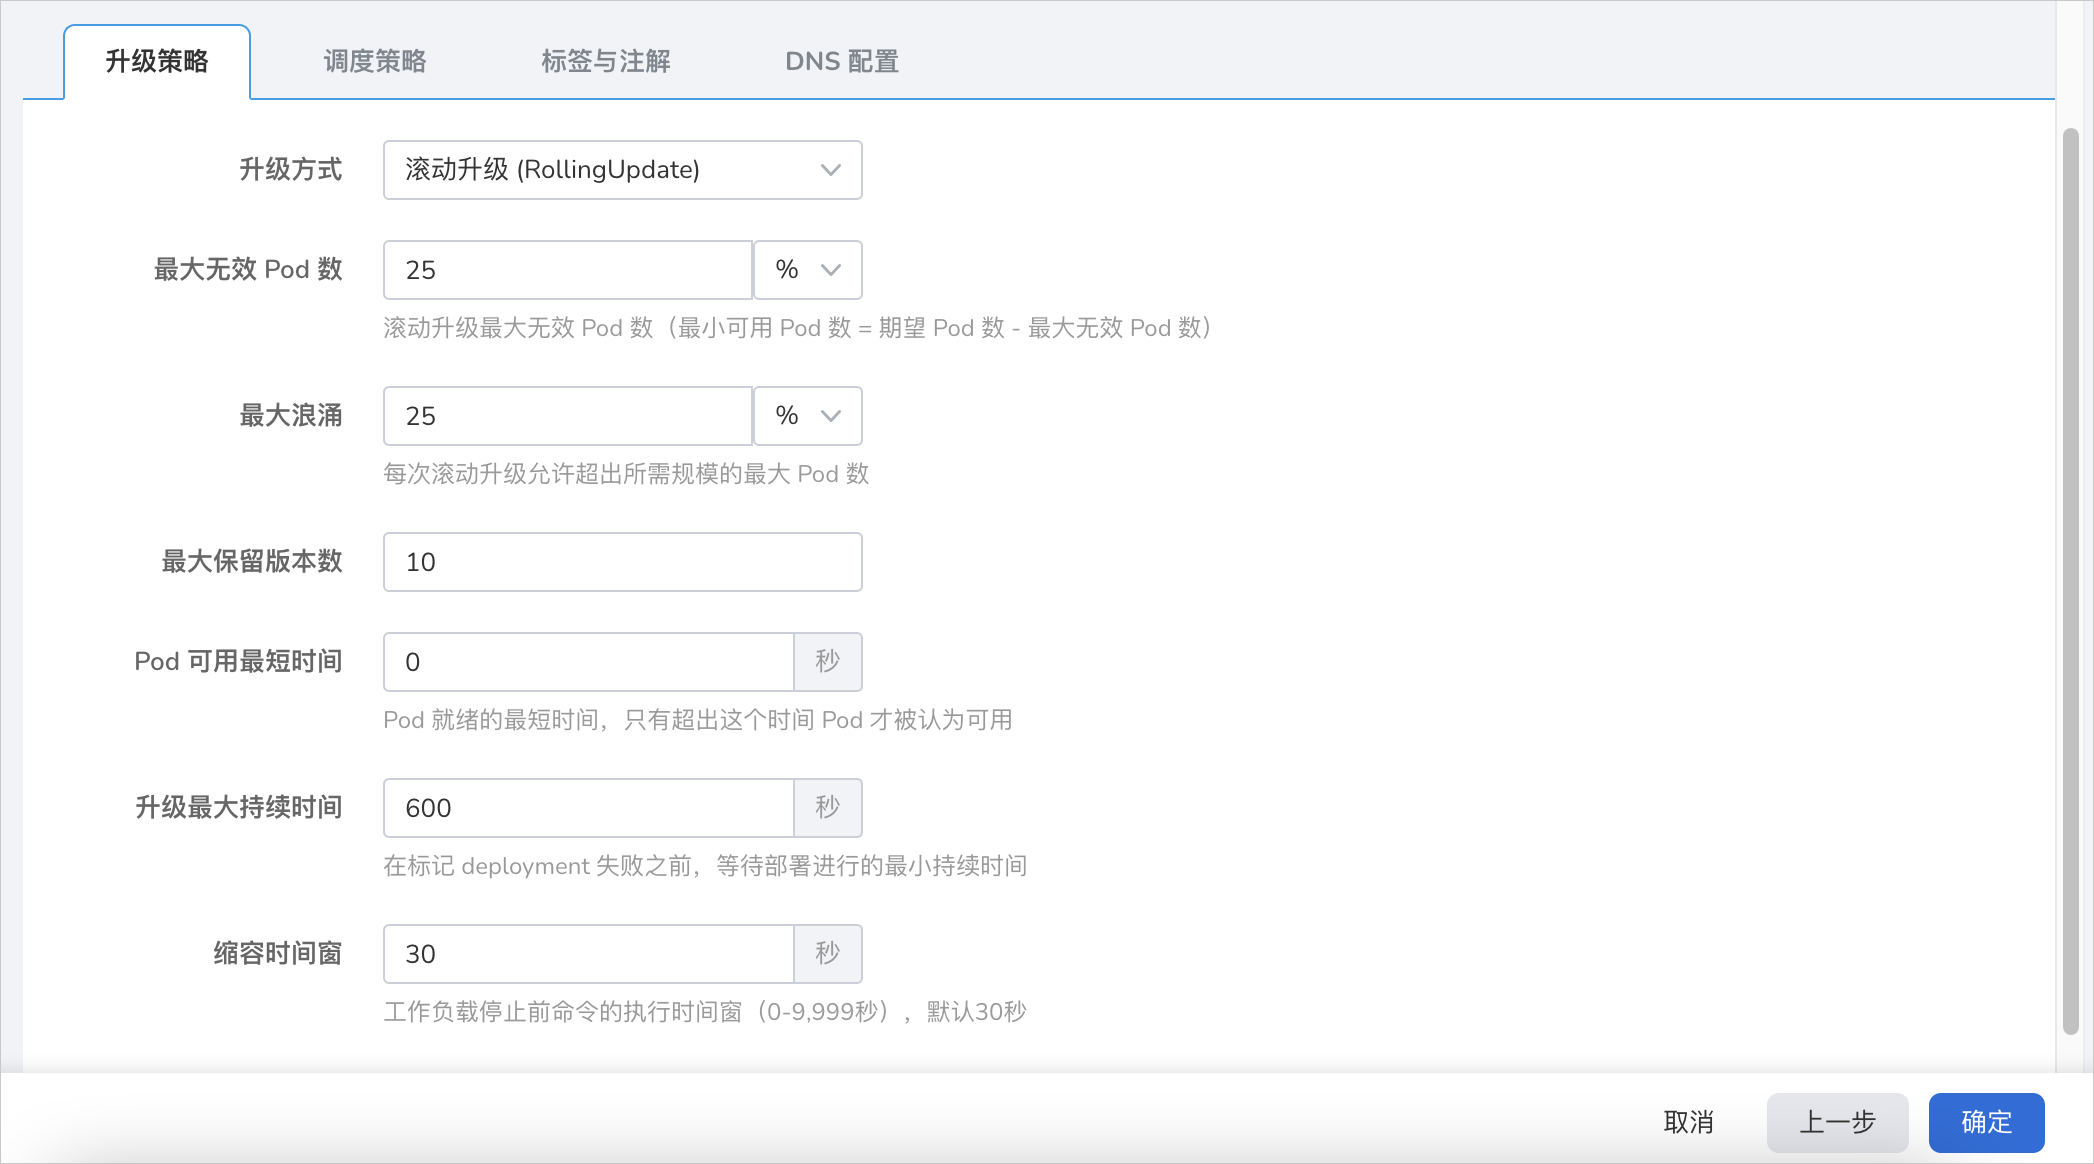 升级策略 调度策略 标签与注解 DNS 配置
升级方式 滚动升级 (RollingUpdate)
最大无效 Pod 数 25 %
滚动升级最大无效 Pod 数（最小可用 Pod 数 = 期望 Pod 数 - 最大无效 Pod 数）
最大浪涌 25 %
每次滚动升级允许超出所需规模的最大 Pod 数
最大保留版本数 10
Pod 可用最短时间 0 秒
Pod 就绪的最短时间，只有超出这个时间 Pod 才被认为可用
升级最大持续时间 600 秒
在标记 deployment 失败之前，等待部署进行的最小持续时间
缩容时间窗 30 秒
工作负载停止前命令的执行时间窗（0-9,999秒），默认30秒
取消 上一步 确定